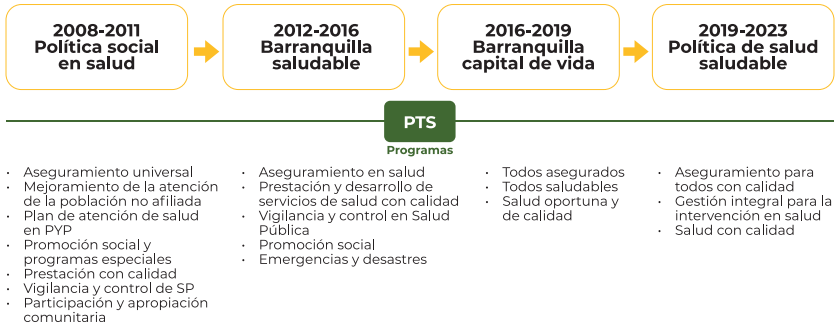 2008-2011
Política social
en salud
2012-2016
Barranquilla
saludable
2016-2019
Barranquilla
capital de vida
2019-2023
Política de salud
saludable
PTS
Programas
• Aseguramiento universal
• Mejoramiento de la atención
de la población no afiliada
• Plan de atención de salud
en PYP
• Promoción social y
programas especiales
• Prestación con calidad
• Vigilancia y control de SP
• Participación y apropiación
comunitaria
• Aseguramiento en salud
• Prestación y desarrollo de
servicios de salud con calidad
• Vigilancia y control en Salud
Pública
• Promoción social
• Emergencias y desastres
• Todos asegurados
• Todos saludables
• Salud oportuna y
de calidad
• Aseguramiento para
todos con calidad
• Gestión integral para la
intervención en salud
• Salud con calidad